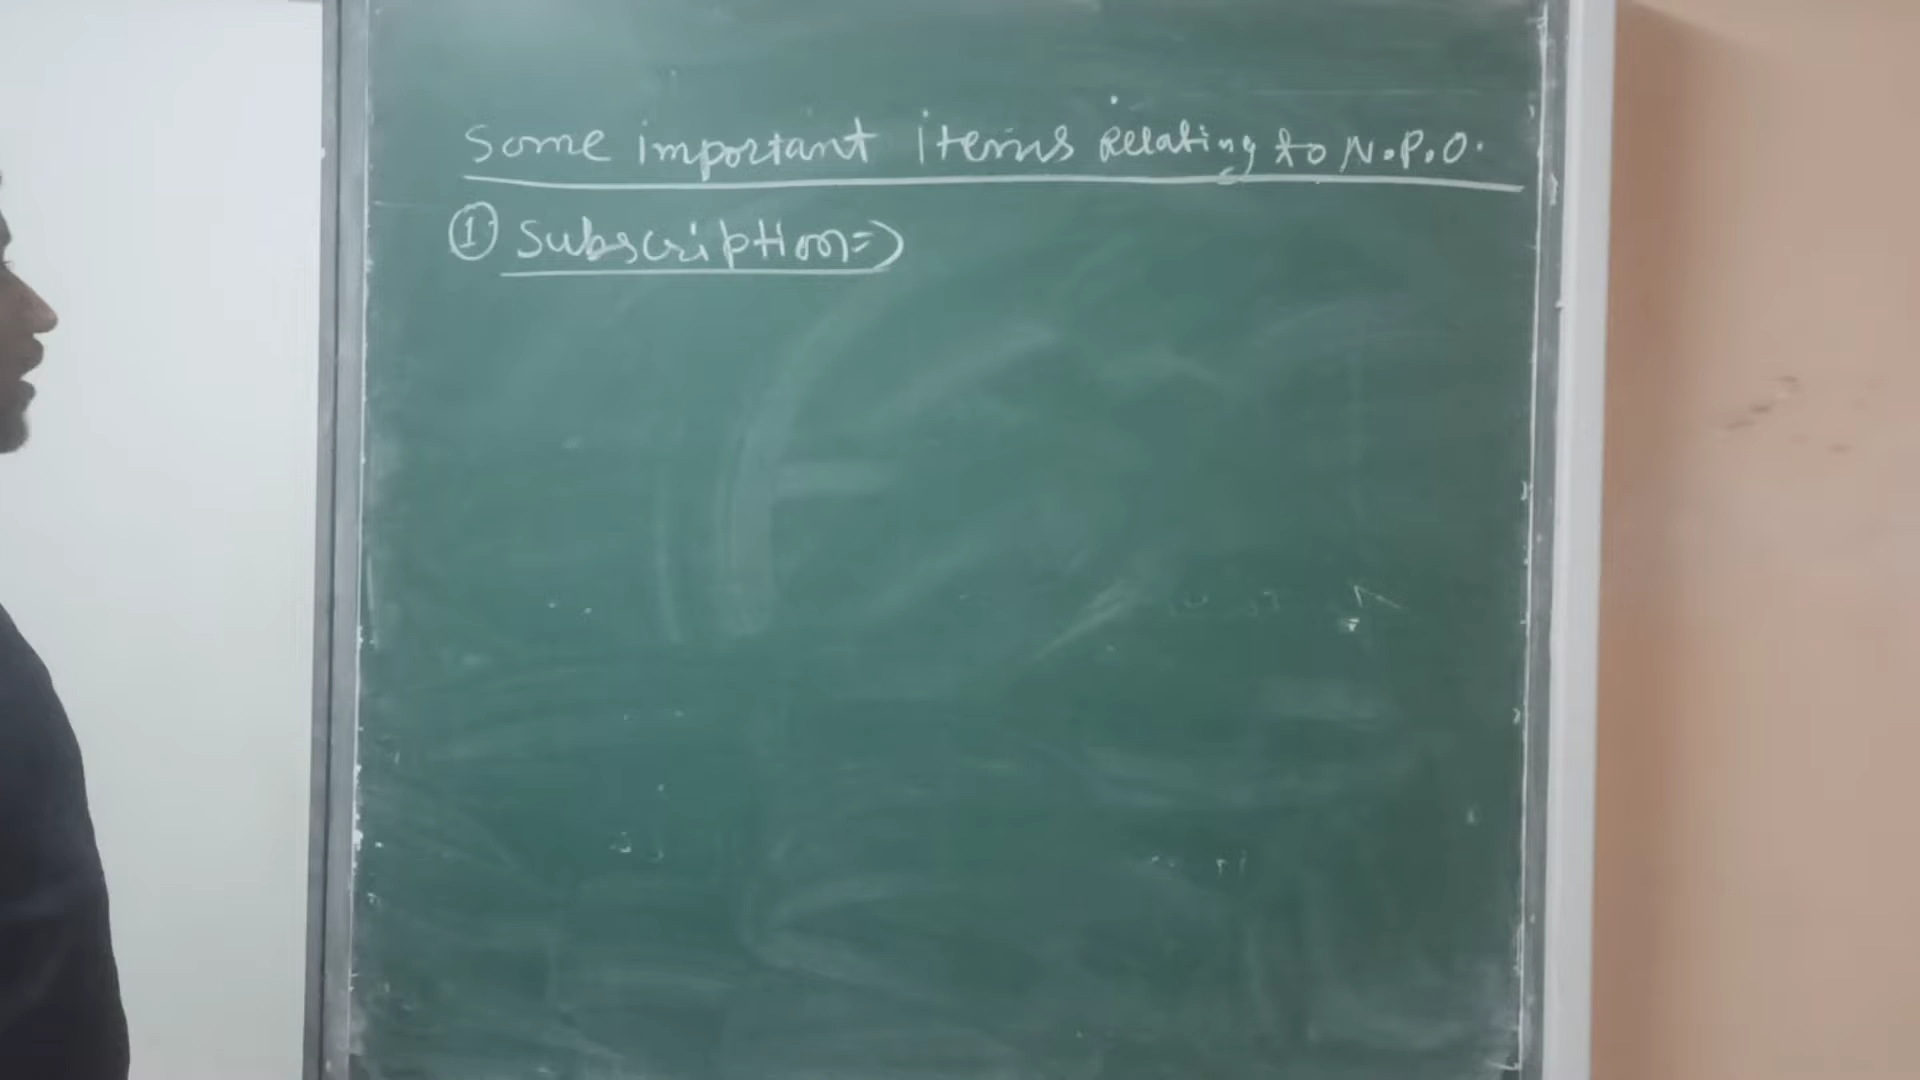 Some important items Relating to N.P.O.
① Subscription=)